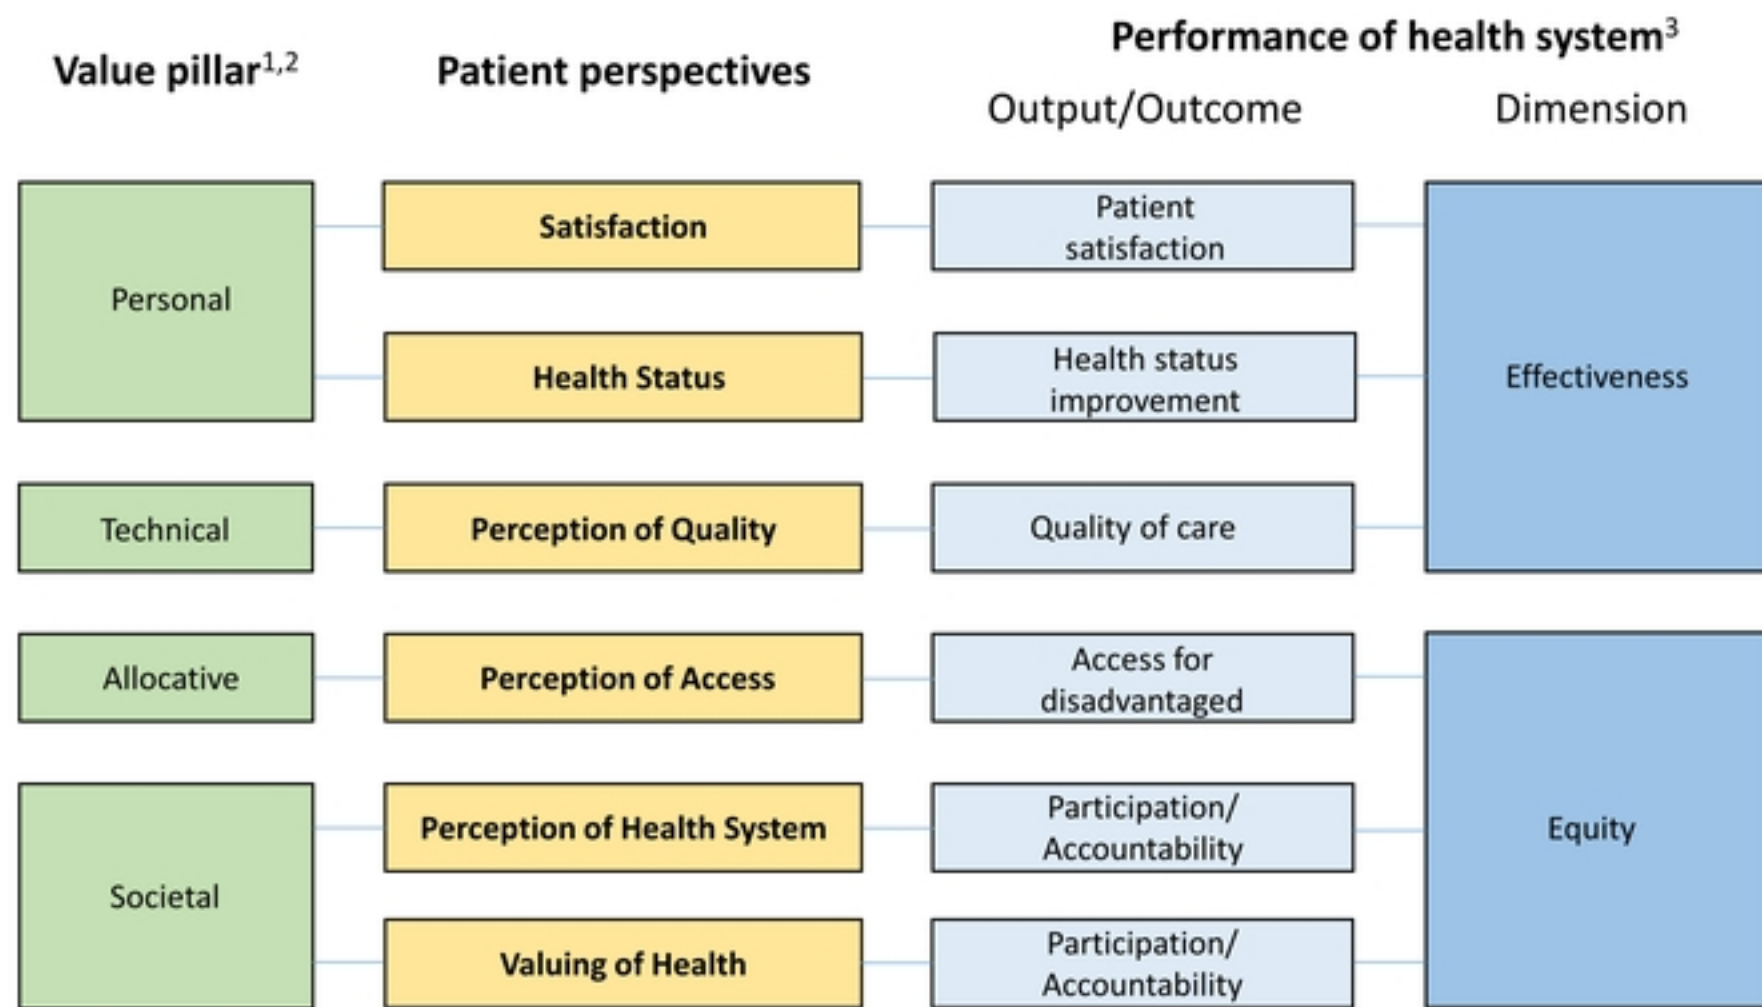 Performance of health system³
Value pillar¹,²
Patient perspectives
Output/Outcome
Dimension
Personal
Satisfaction
Patient
satisfaction
Effectiveness
Health Status
Health status
improvement
Technical
Perception of Quality
Quality of care
Allocative
Perception of Access
Access for
disadvantaged
Equity
Societal
Perception of Health System
Participation/
Accountability
Valuing of Health
Participation/
Accountability